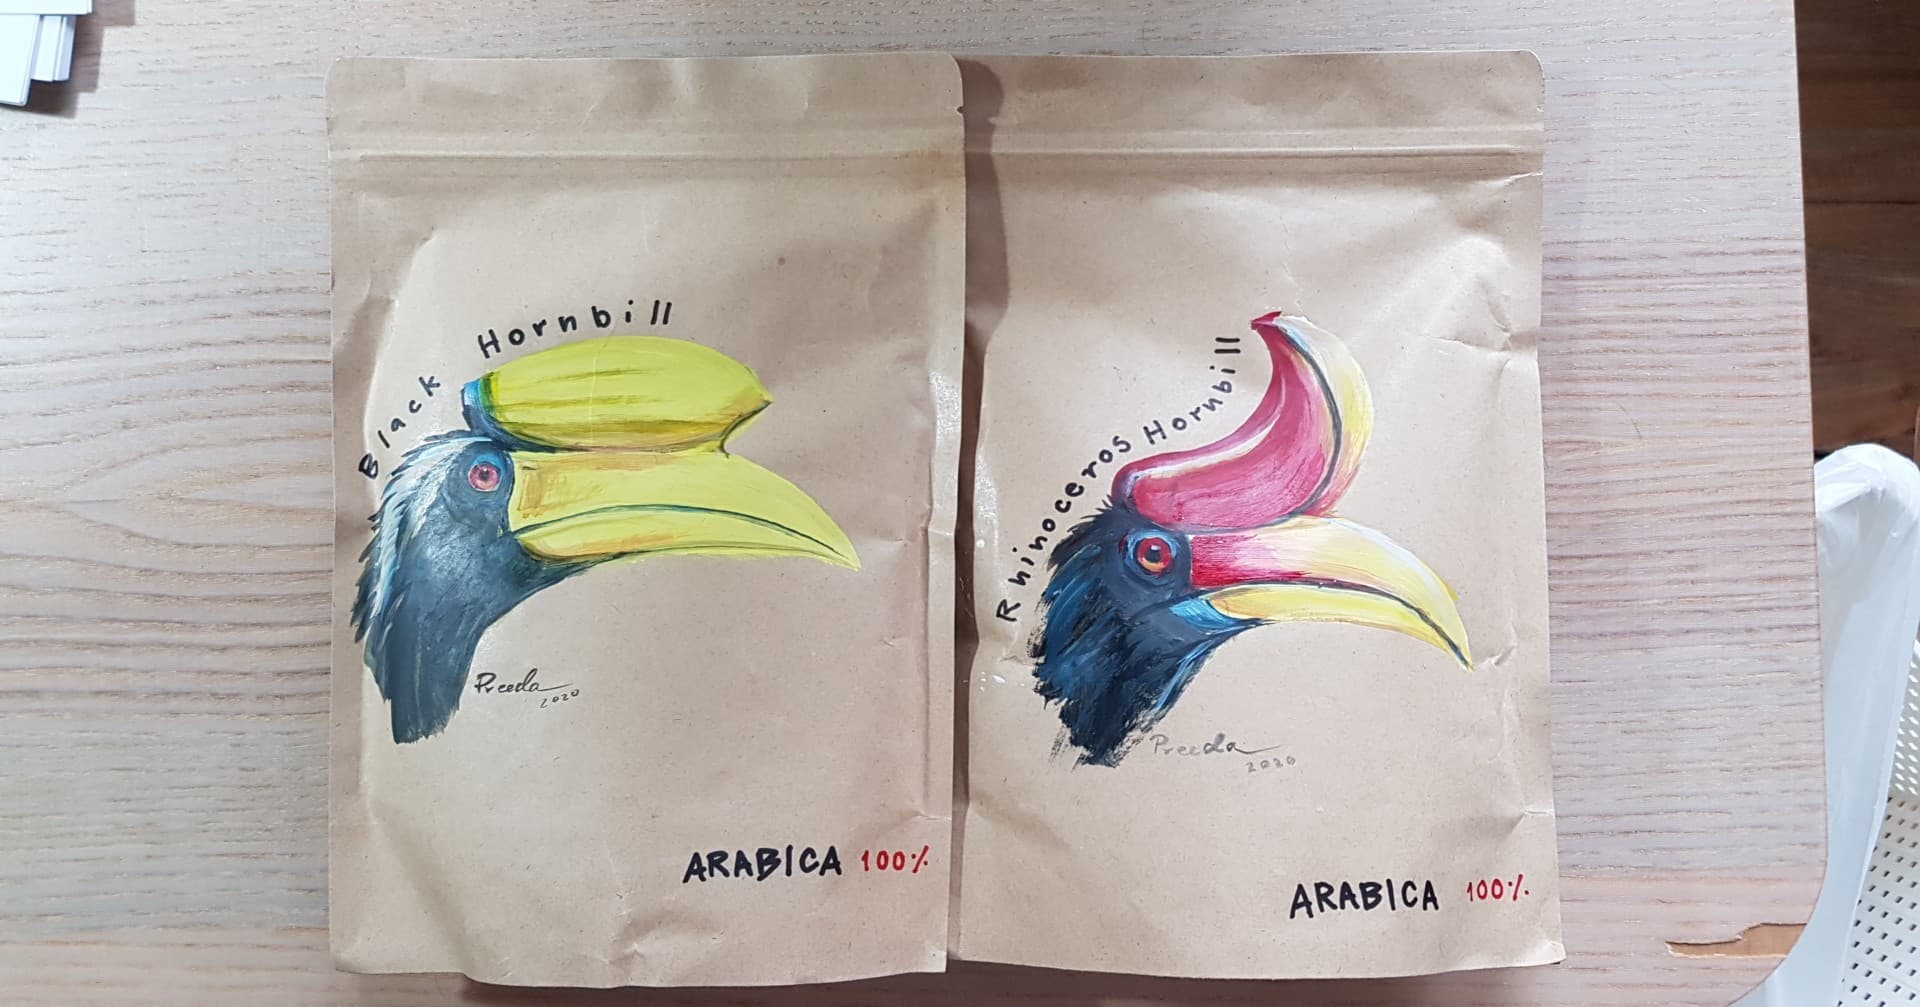 Black Hornbill
Preeda
2020
ARABICA 100%
Rhinoceros Hornbill
Preeda
2020
ARABICA 100%